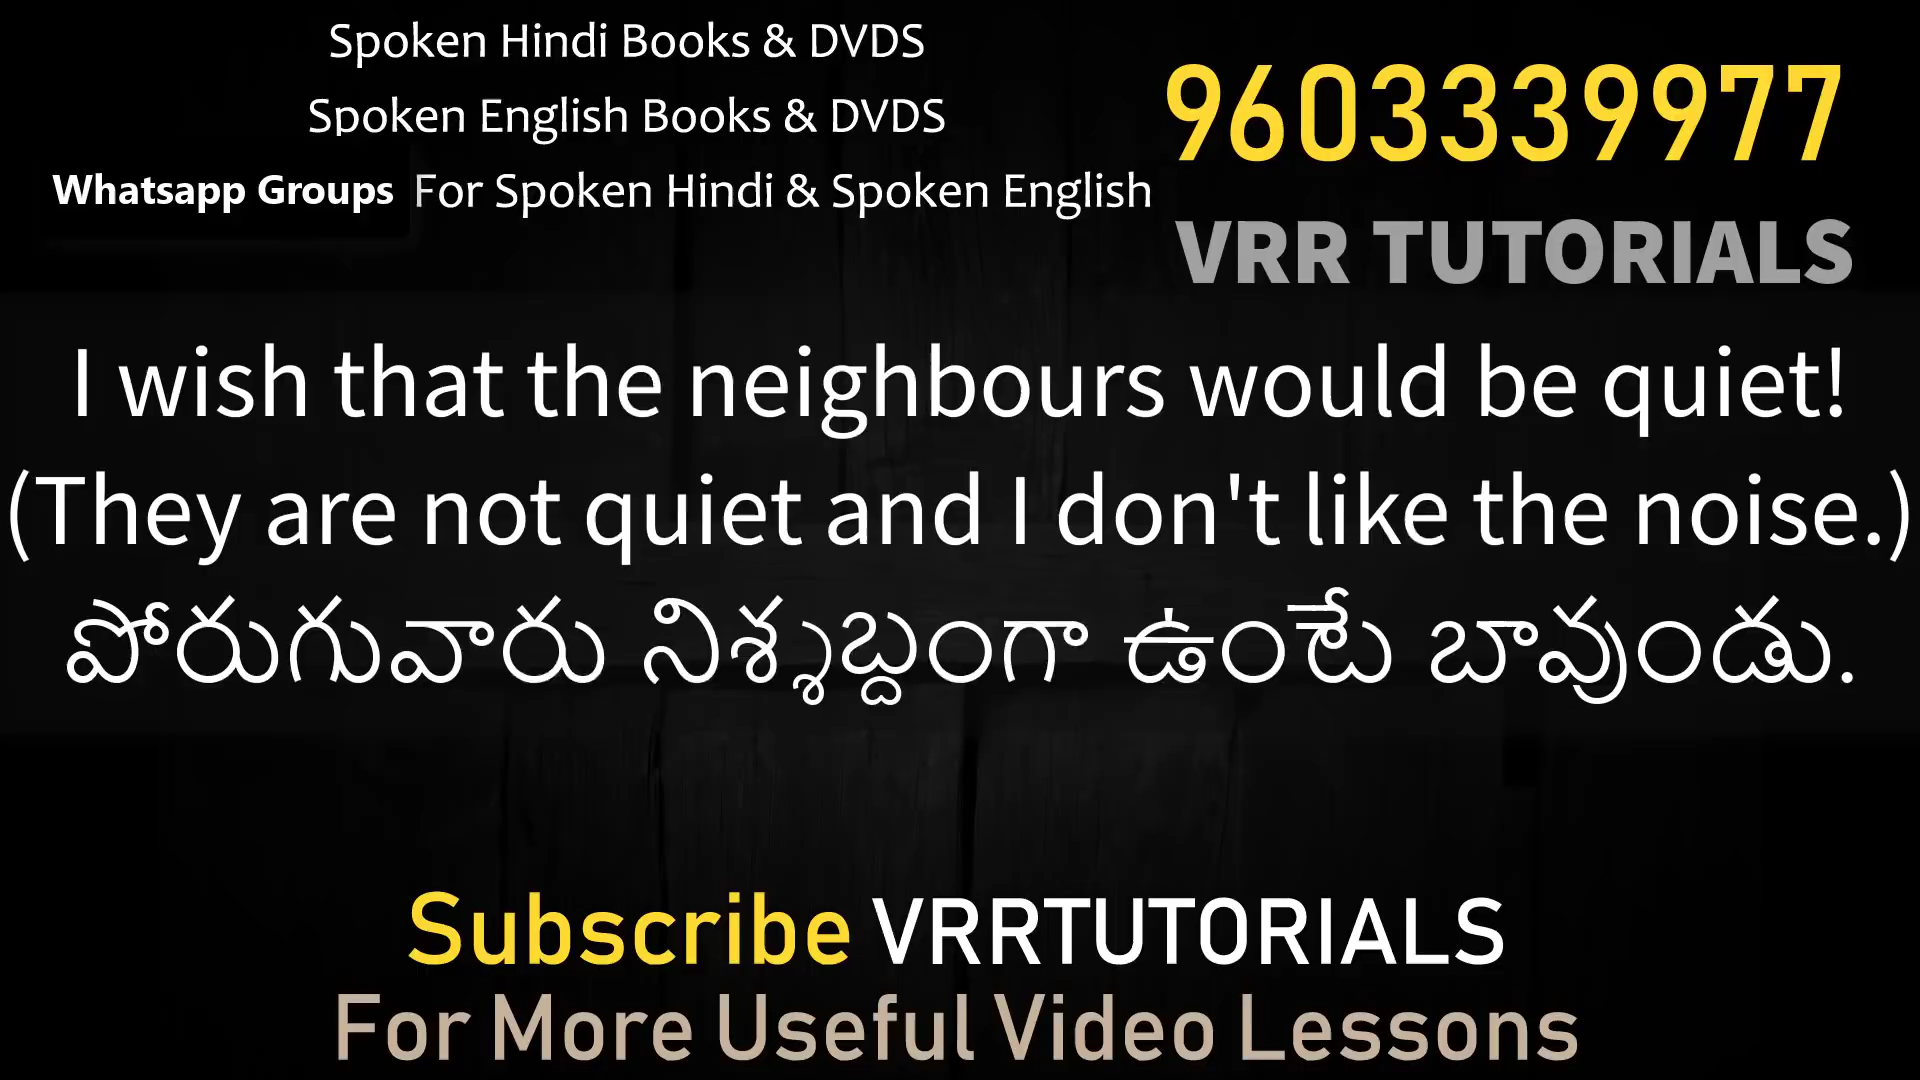 Spoken Hindi Books & DVDS
Spoken English Books & DVDS
Whatsapp Groups For Spoken Hindi & Spoken English
9603339977
VRR TUTORIALS
I wish that the neighbours would be quiet!
(They are not quiet and I don't like the noise.)
పోరుగువారు నిశ్శబ్దంగా ఉంటే బావుండు.
Subscribe VRRTUTORIALS
For More Useful Video Lessons